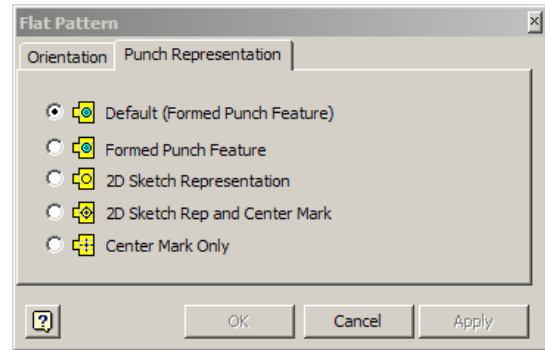 Flat Pattern
Orientation Punch Representation
Default (Formed Punch Feature)
Formed Punch Feature
2D Sketch Representation
2D Sketch Rep and Center Mark
Center Mark Only
? OK Cancel Apply